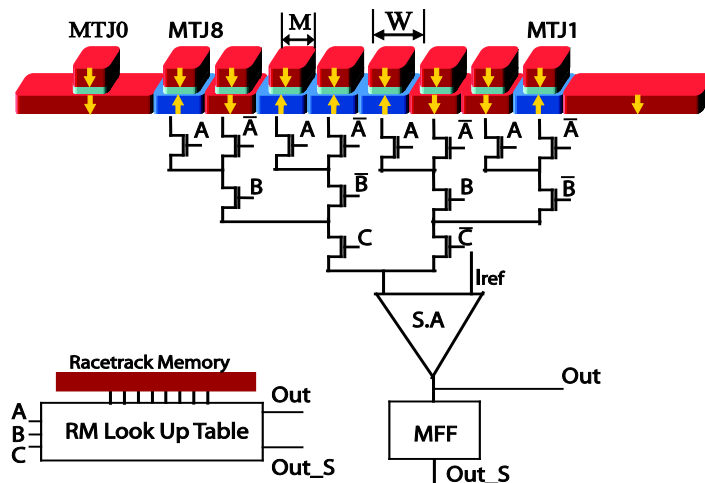 MTJ0 MTJ8 M W MTJ1
A A̅ A A̅ A A̅ A A̅
B B̅ B B̅
C C̅
Iref
S.A
Out
MFF
Out_S
Racetrack Memory
Out
A
B
C
RM Look Up Table
Out_S